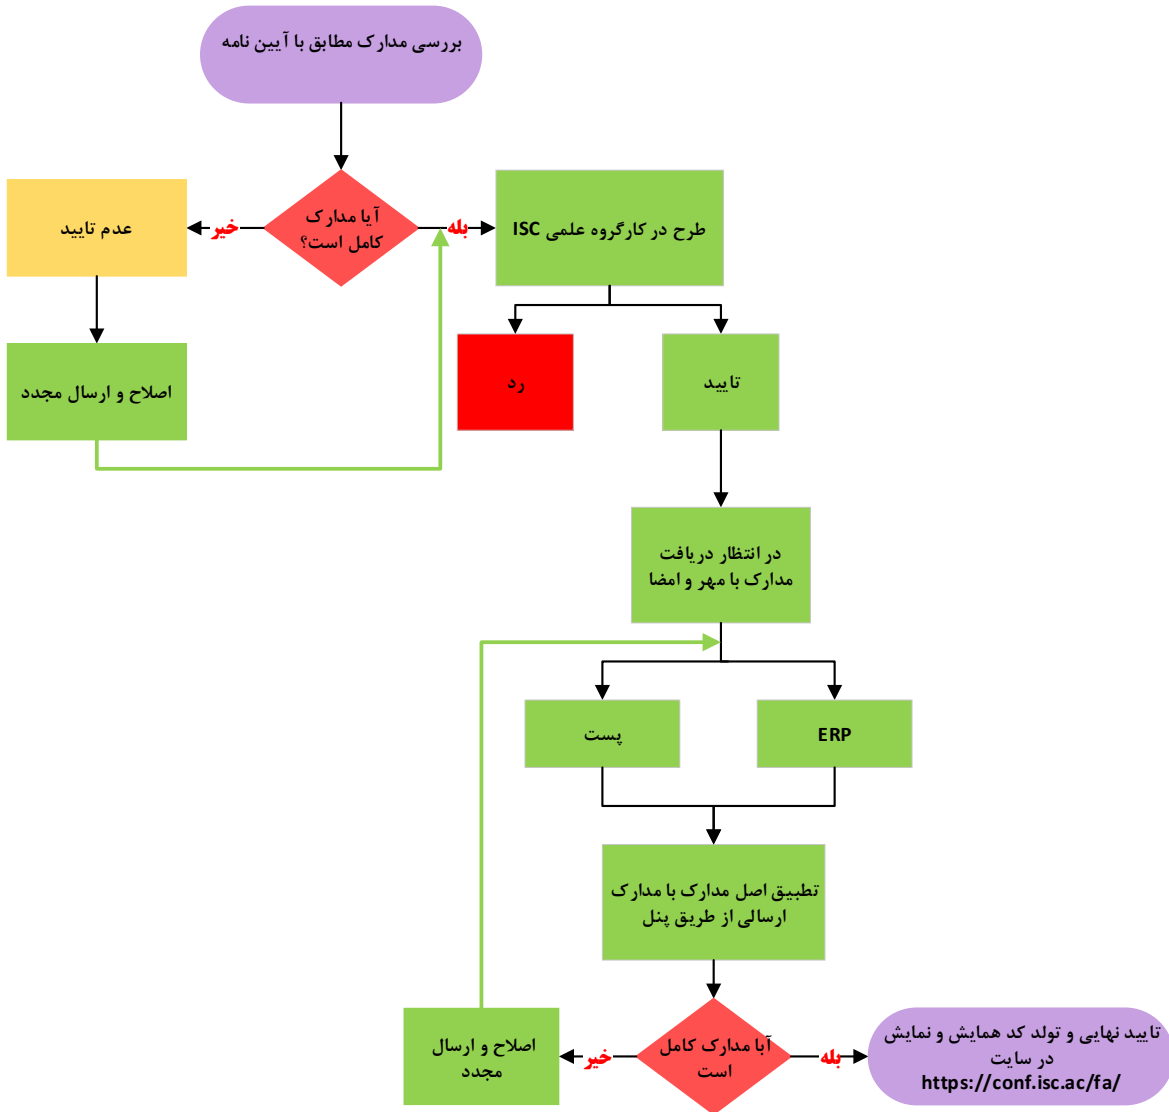 بررسی مدارک مطابق با آیین نامه
آیا مدارک
کامل است؟
بله
خیر
طرح در کارگروه علمی ISC
عدم تایید
اصلاح و ارسال مجدد
تایید
رد
در انتظار دریافت
مدارک با مهر و امضا
ERP
پست
تطبیق اصل مدارک با مدارک
ارسالی از طریق پنل
آبا مدارک کامل
است
بله
خیر
تایید نهایی و تولد کد همایش و نمایش
در سایت
https://conf.isc.ac/fa/
اصلاح و ارسال
مجدد